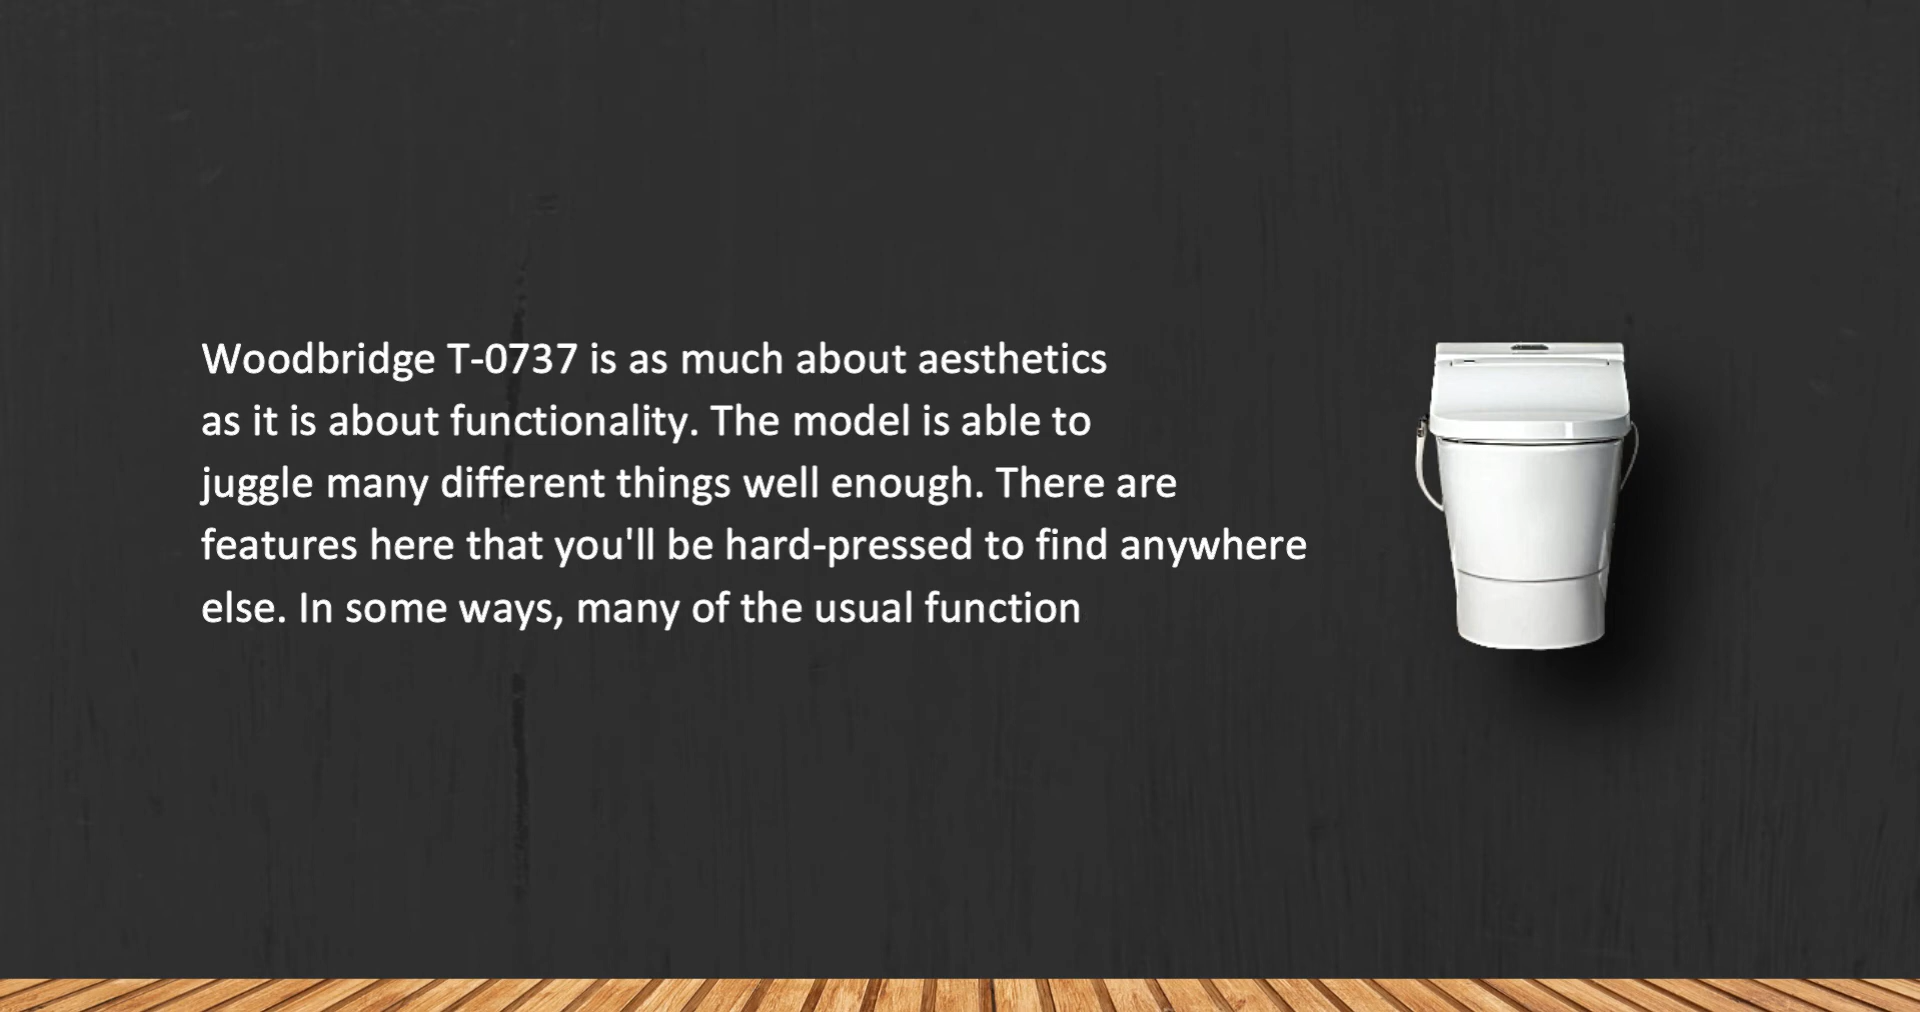 Woodbridge T-0737 is as much about aesthetics
as it is about functionality. The model is able to
juggle many different things well enough. There are
features here that you'll be hard-pressed to find anywhere
else. In some ways, many of the usual function